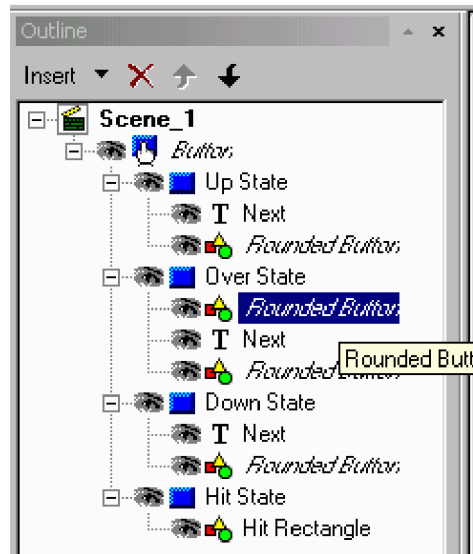 Outline
Insert
Scene_1
Button
Up State
T Next
Rounded Button
Over State
Rounded Button
T Next
Rounded Butt
Rounded Button
Down State
T Next
Rounded Button
Hit State
Hit Rectangle